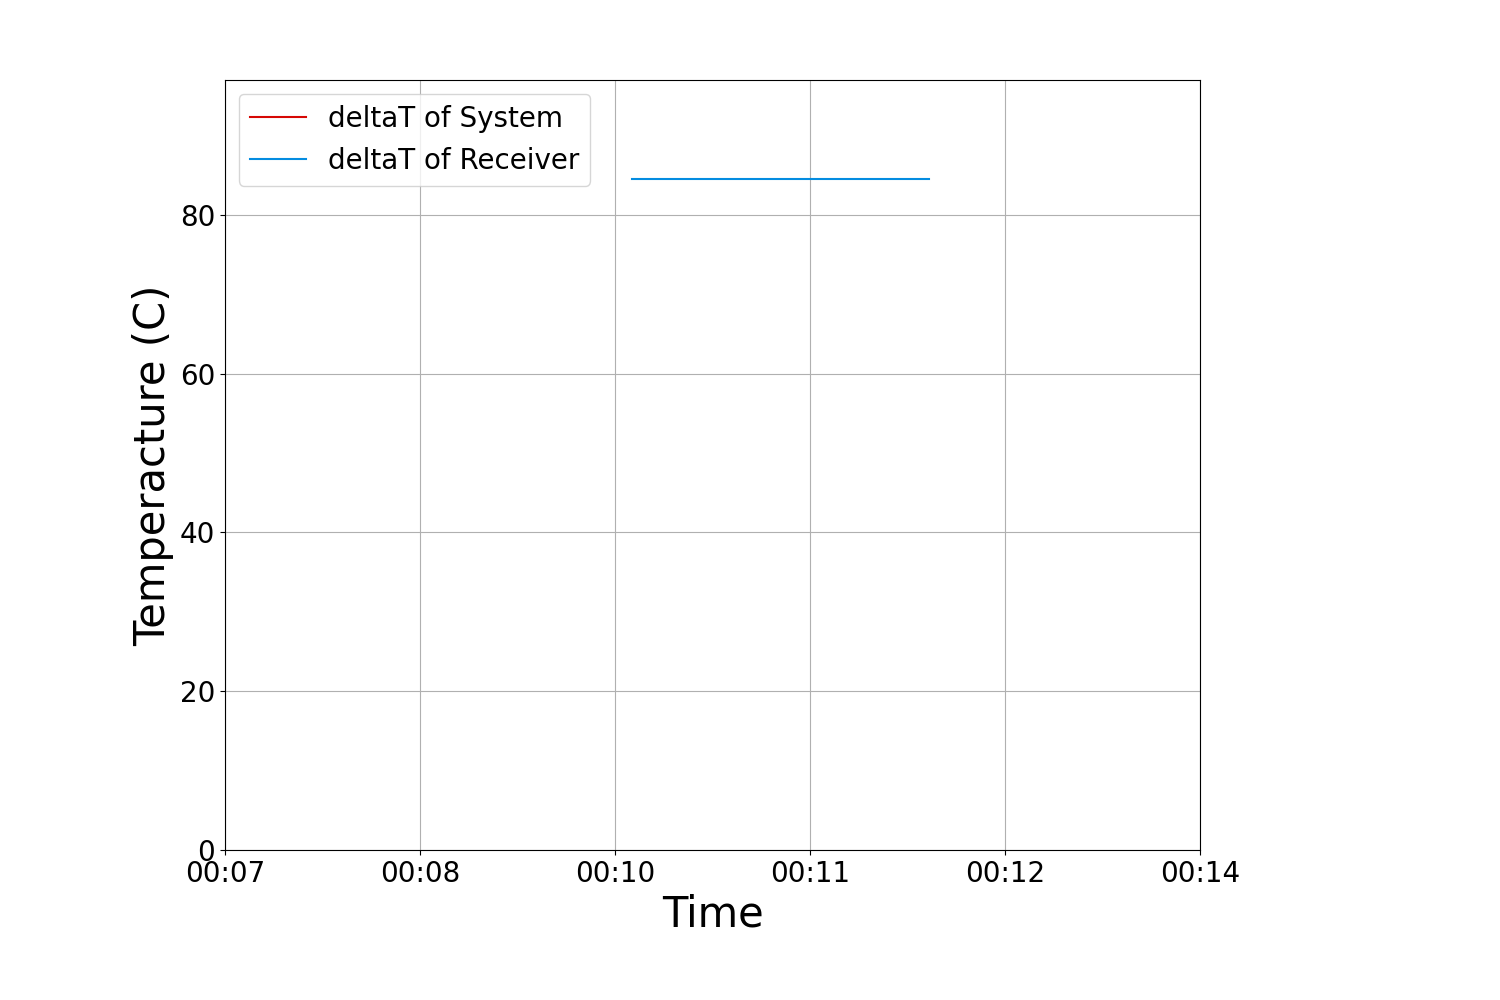 deltaT of System
deltaT of Receiver
80
60
40
20
0
Temperacture (C)
00:07 00:08 00:10 00:11 00:12 00:14
Time